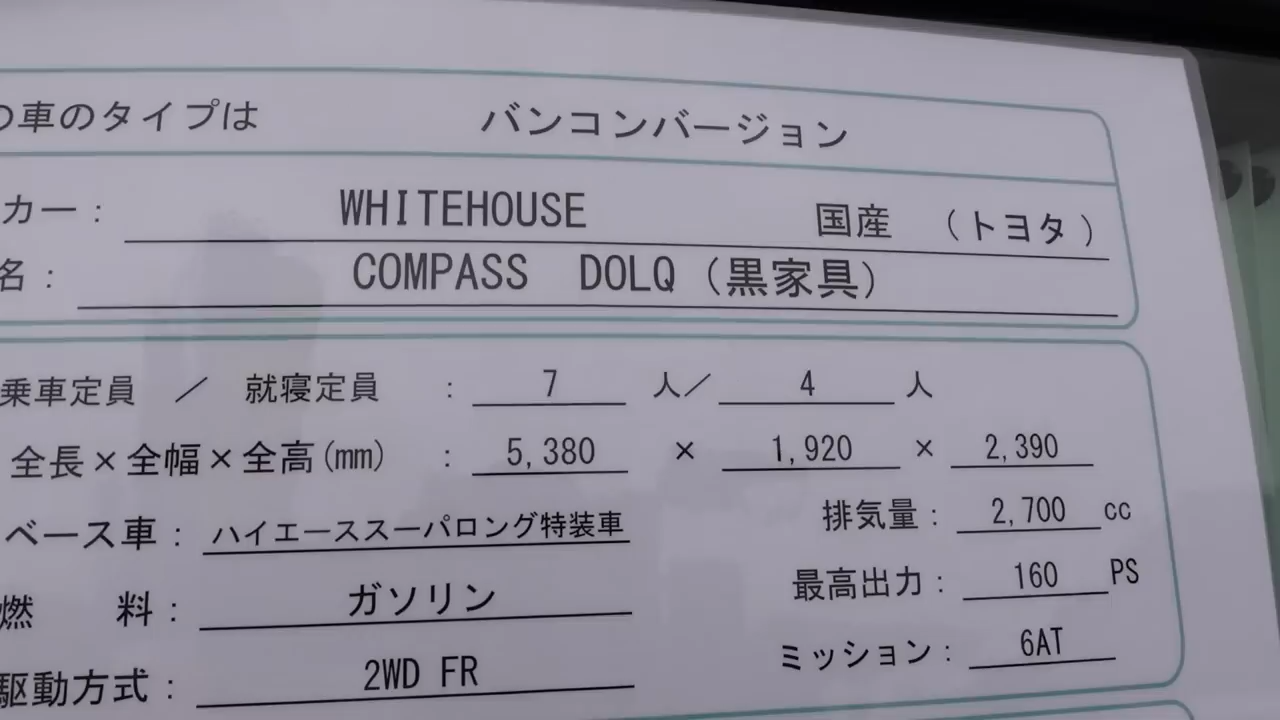 の車のタイプは バンコンバージョン
カー： WHITEHOUSE 国産 （トヨタ）
名： COMPASS DOLQ（黒家具）
乗車定員 ／ 就寝定員 ： 7 人／ 4 人
全長×全幅×全高(mm) ： 5,380 × 1,920 × 2,390
ベース車： ハイエーススーパロング特装車 排気量： 2,700 cc
燃 料： ガソリン 最高出力： 160 PS
駆動方式： 2WD FR ミッション： 6AT